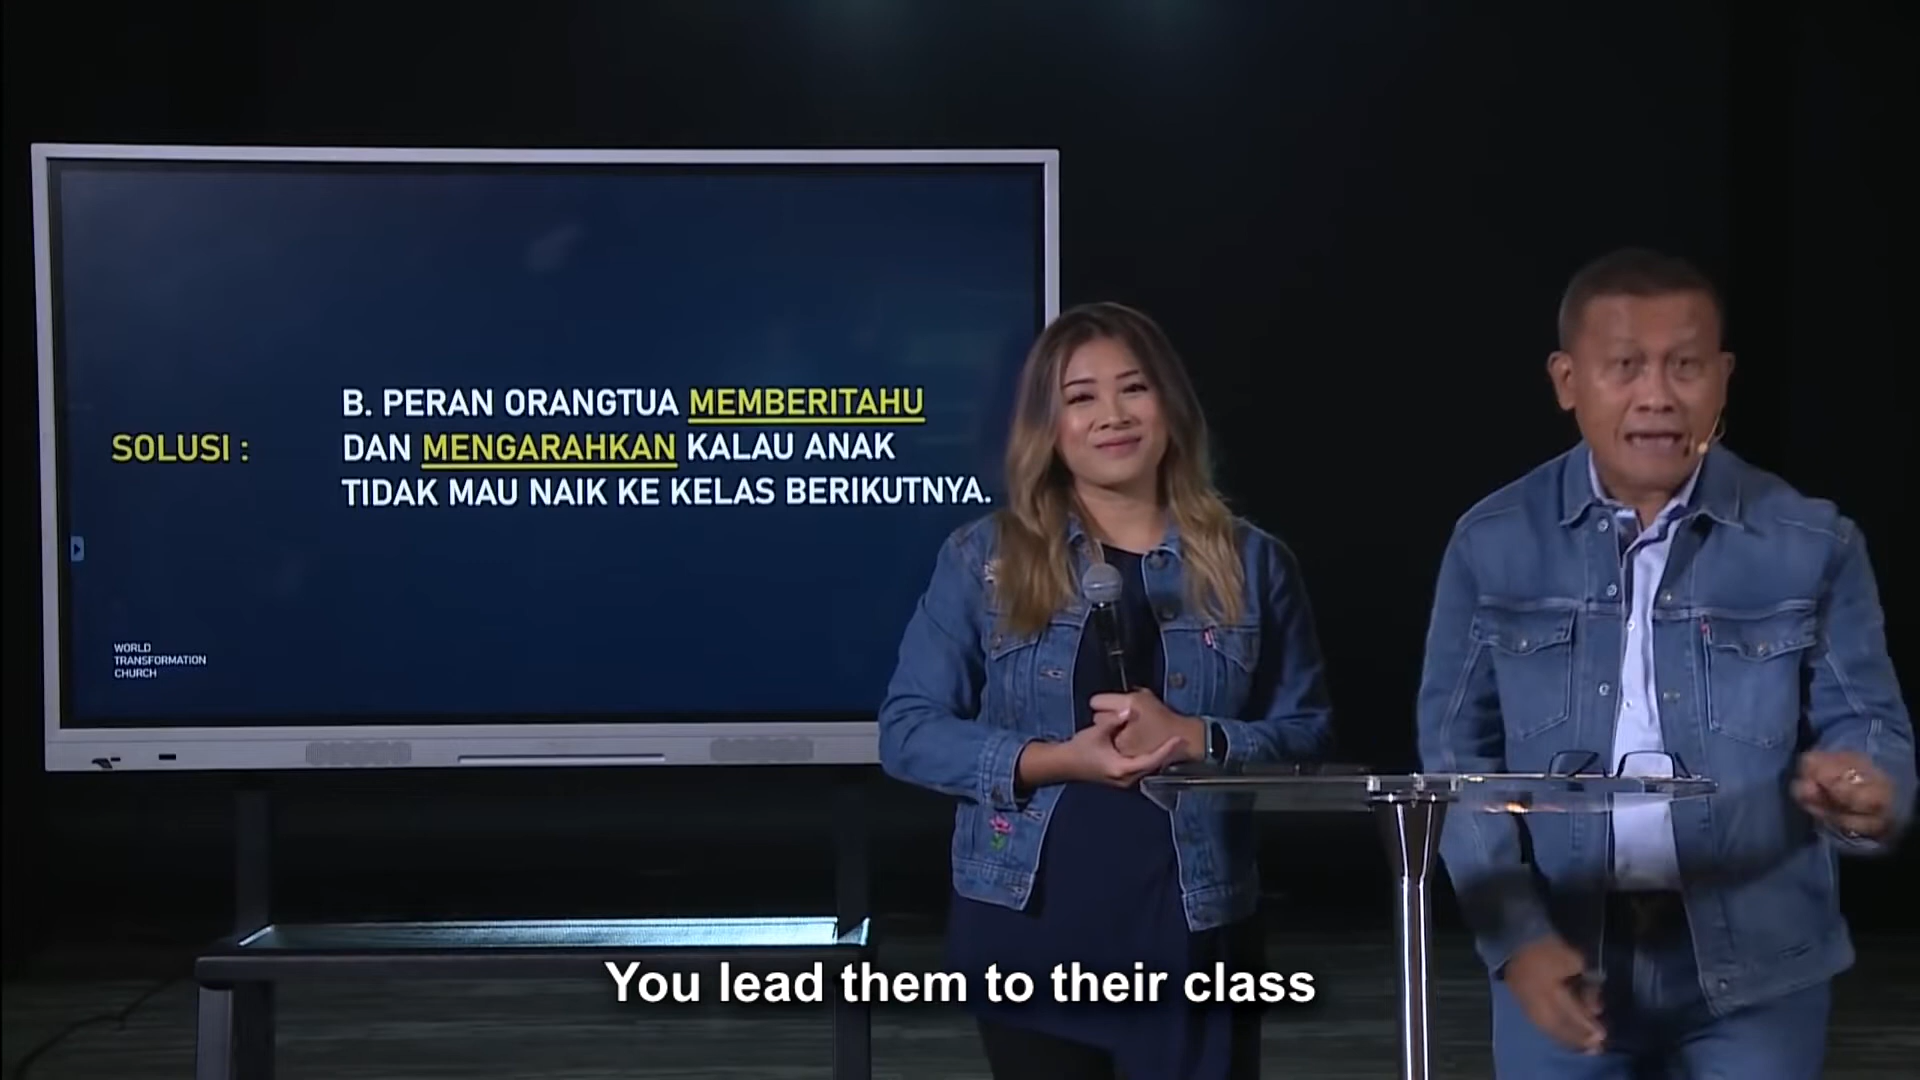 SOLUSI :
B. PERAN ORANGTUA MEMBERITAHU
DAN MENGARAHKAN KALAU ANAK
TIDAK MAU NAIK KE KELAS BERIKUTNYA.
WORLD
TRANSFORMATION
CHURCH
You lead them to their class